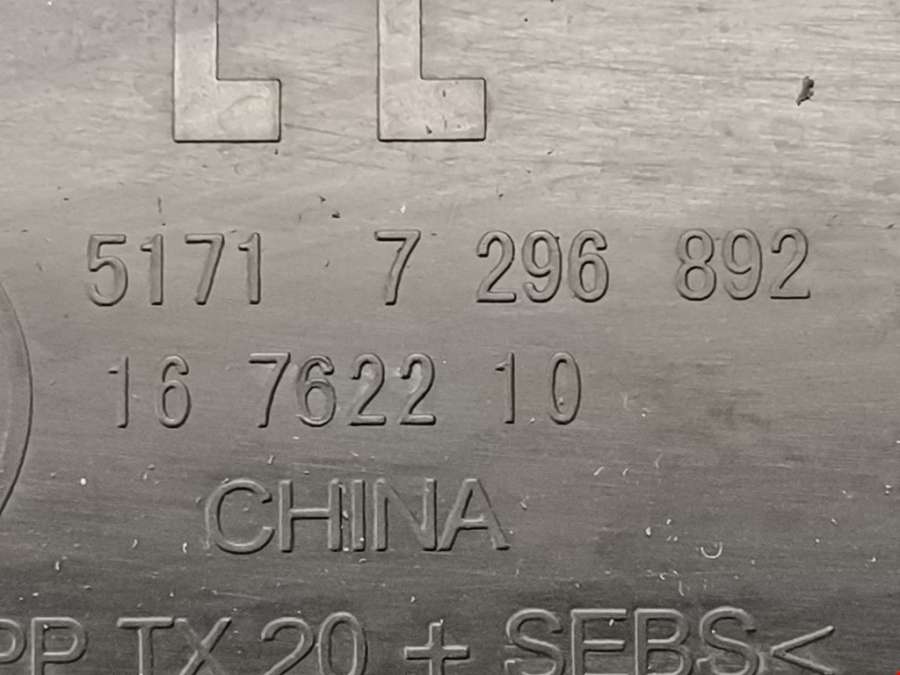 LL
5171 7 296 892
16 7622 10
CHINA
PP TX 20 + SEBS<